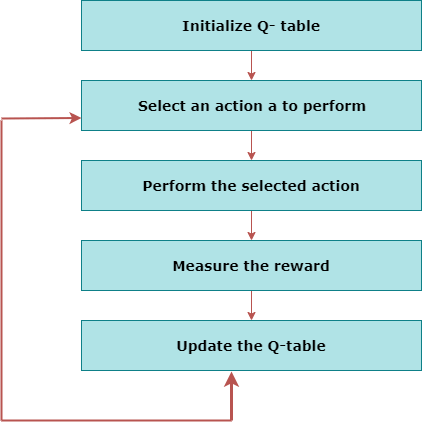 Initialize Q- table
Select an action a to perform
Perform the selected action
Measure the reward
Update the Q-table